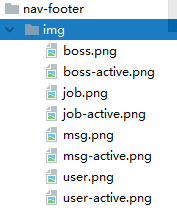 nav-footer
img
boss.png
boss-active.png
job.png
job-active.png
msg.png
msg-active.png
user.png
user-active.png